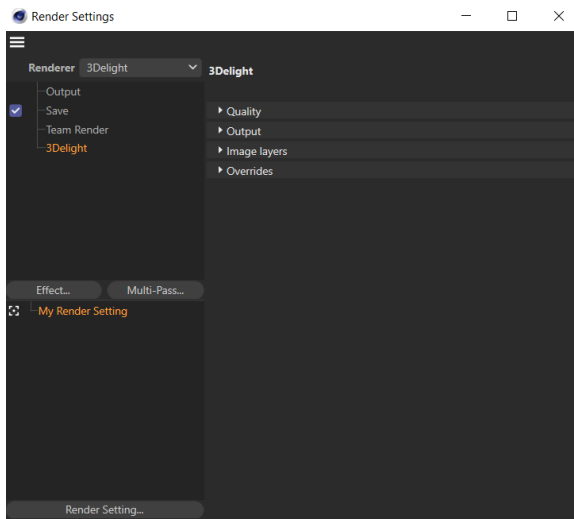 Render Settings
Renderer 3Delight
Output
Save
Team Render
3Delight
Effect...
Multi-Pass...
My Render Setting
Render Setting...
3Delight
Quality
Output
Image layers
Overrides